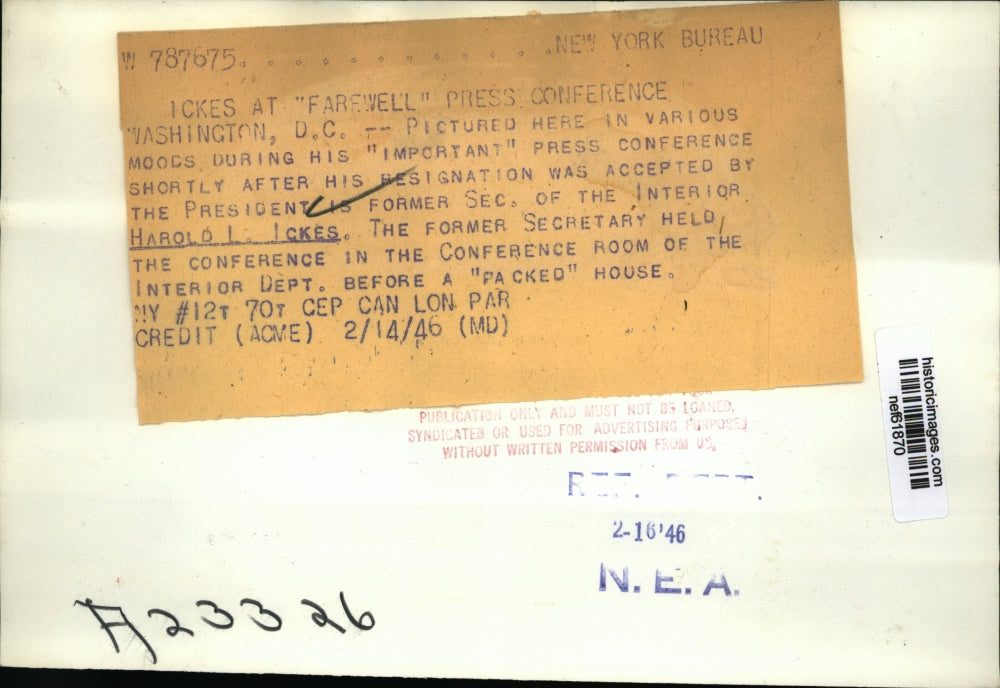 W 787675. . . . . . . . . . . . .NEW YORK BUREAU
ICKES AT "FAREWELL" PRESS CONFERENCE
WASHINGTON, D.C. -- PICTURED HERE IN VARIOUS
MOODS DURING HIS "IMPORTANT" PRESS CONFERENCE
SHORTLY AFTER HIS RESIGNATION WAS ACCEPTED BY
THE PRESIDENT IS FORMER SEC. OF THE INTERIOR
HAROLD L. ICKES. THE FORMER SECRETARY HELD
THE CONFERENCE IN THE CONFERENCE ROOM OF THE
INTERIOR DEPT. BEFORE A "PACKED" HOUSE.
NY #12T 70T CEP CAN LON PAR
CREDIT (ACME) 2/14/46 (MD)
PUBLICATION ONLY AND MUST NOT BE LOANED,
SYNDICATED OR USED FOR ADVERTISING PURPOSES
WITHOUT WRITTEN PERMISSION FROM US.
REF. DEPT.
2-16'46
N. E. A.
A23326
historicimages.com
nef61870